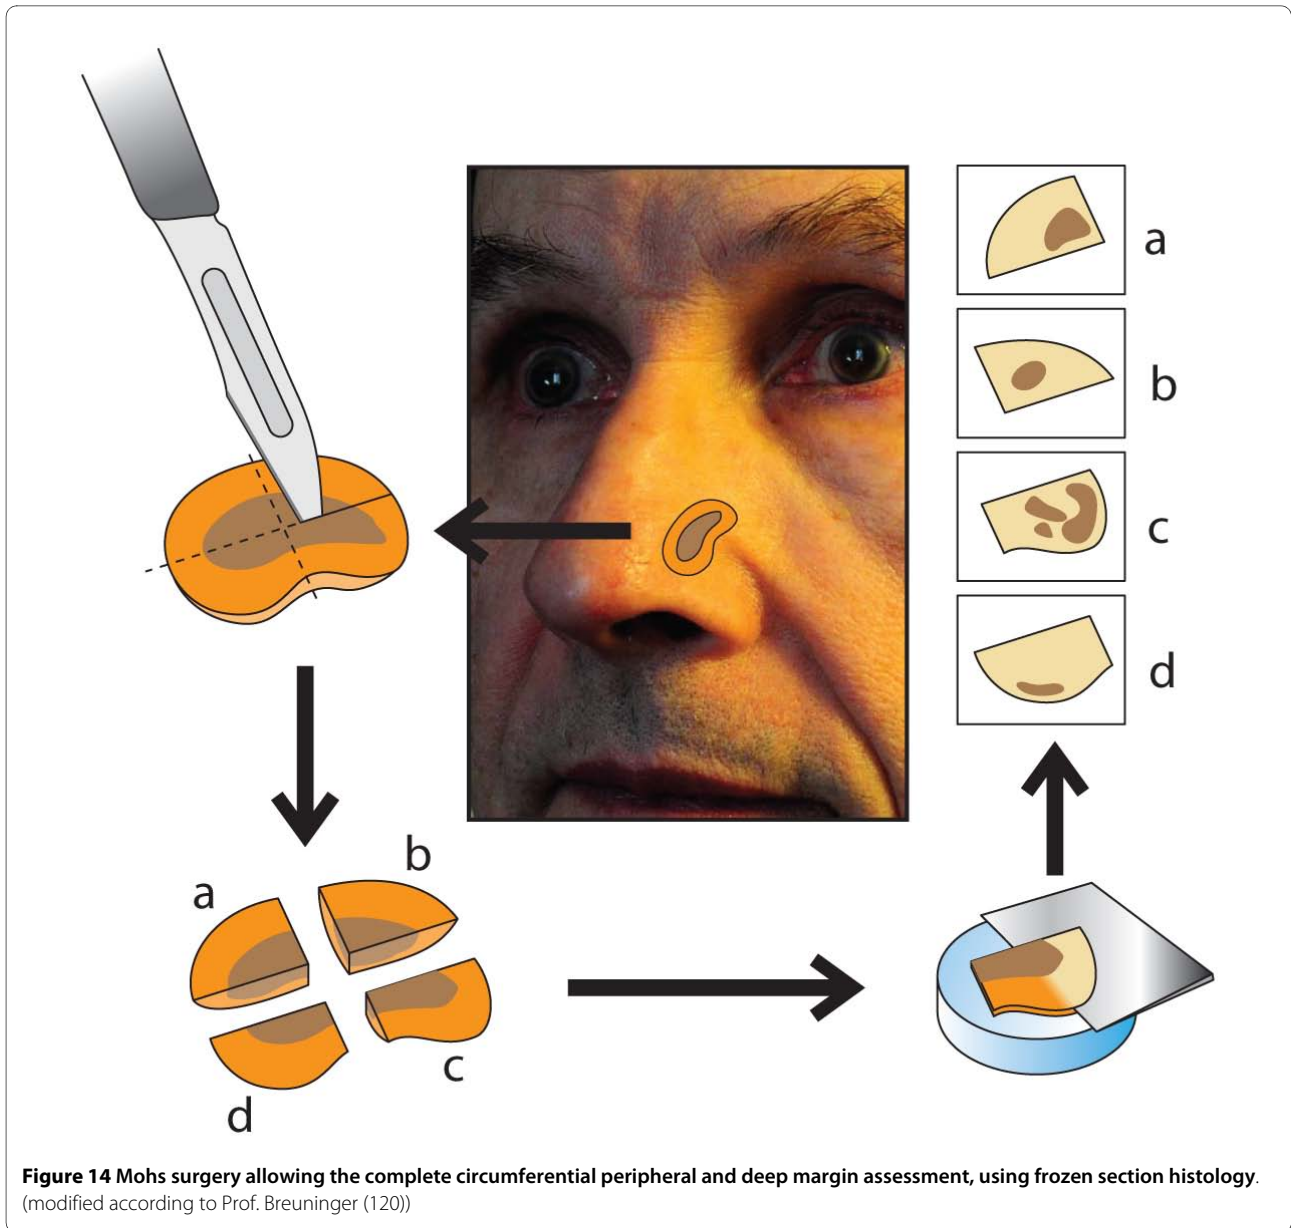 a
b
c
d
a
b
c
d
Figure 14 Mohs surgery allowing the complete circumferential peripheral and deep margin assessment, using frozen section histology.
(modified according to Prof. Breuninger (120))